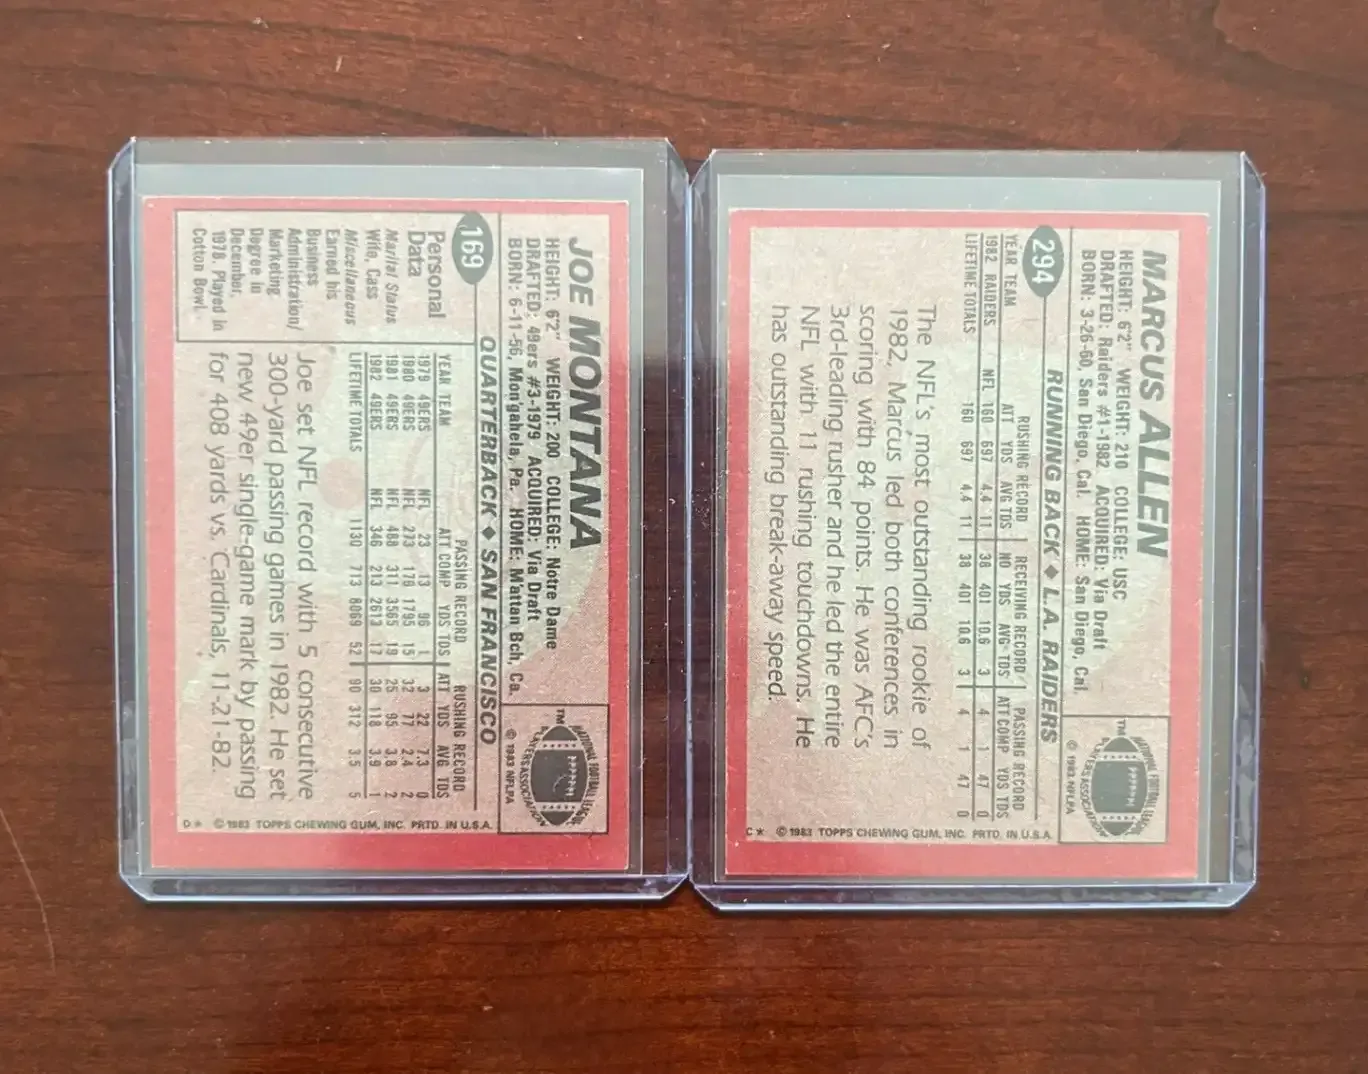 JOE MONTANA
HEIGHT: 6'2" WEIGHT: 200 COLLEGE: Notre Dame
DRAFTED: 49ers #3-1979 ACQUIRED: Via Draft
BORN: 6-11-56, Mon'gahela, Pa. HOME: M'attan Bch, Ca.
TM
NATIONAL FOOTBALL LEAGUE
PLAYERS ASSOCIATION
© 1983 NFLPA
169
QUARTERBACK ◆ SAN FRANCISCO
Personal
Data
Marital Status
Wife, Cass
Miscellaneous
Earned his
Business
Administration/
Marketing
Degree in
December,
1978. Played in
Cotton Bowl.
PASSING RECORD RUSHING RECORD
YEAR TEAM ATT COMP YDS TDS ATT YDS AVG TDS
1979 49ERS NFL 23 13 96 1 3 22 7.3 0
1980 49ERS NFL 273 176 1795 15 32 77 2.4 2
1981 49ERS NFL 488 311 3565 19 25 95 3.8 2
1982 49ERS NFL 346 213 2613 17 30 118 3.9 1
LIFETIME TOTALS 1130 713 8069 52 90 312 3.5 5
Joe set NFL record with 5 consecutive
300-yard passing games in 1982. He set
new 49er single-game mark by passing
for 408 yards vs. Cardinals, 11-21-82.
D* © 1983 TOPPS CHEWING GUM, INC. PRTD. IN U.S.A.
MARCUS ALLEN
HEIGHT: 6'2" WEIGHT: 210 COLLEGE: USC
DRAFTED: Raiders #1-1982 ACQUIRED: Via Draft
BORN: 3-26-60, San Diego, Cal. HOME: San Diego, Cal.
TM
NATIONAL FOOTBALL LEAGUE
PLAYERS ASSOCIATION
© 1983 NFLPA
294
RUNNING BACK ◆ L.A. RAIDERS
RUSHING RECORD RECEIVING RECORD PASSING RECORD
YEAR TEAM ATT YDS AVG TDS NO YDS AVG TDS ATT COMP YDS TDS
1982 RAIDERS NFL 160 697 4.4 11 38 401 10.6 3 4 1 47 0
LIFETIME TOTALS 160 697 4.4 11 38 401 10.6 3 4 1 47 0
The NFL's most outstanding rookie of
1982, Marcus led both conferences in
scoring with 84 points. He was AFC's
3rd-leading rusher and he led the entire
NFL with 11 rushing touchdowns. He
has outstanding break-away speed.
C* © 1983 TOPPS CHEWING GUM, INC. PRTD. IN U.S.A.